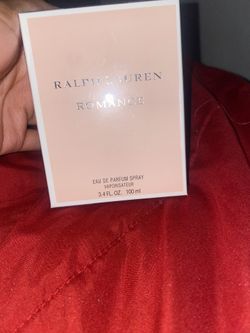 RALPH LAUREN
ROMANCE
EAU DE PARFUM SPRAY
VAPORISATEUR
3.4 FL. OZ. 100 ml